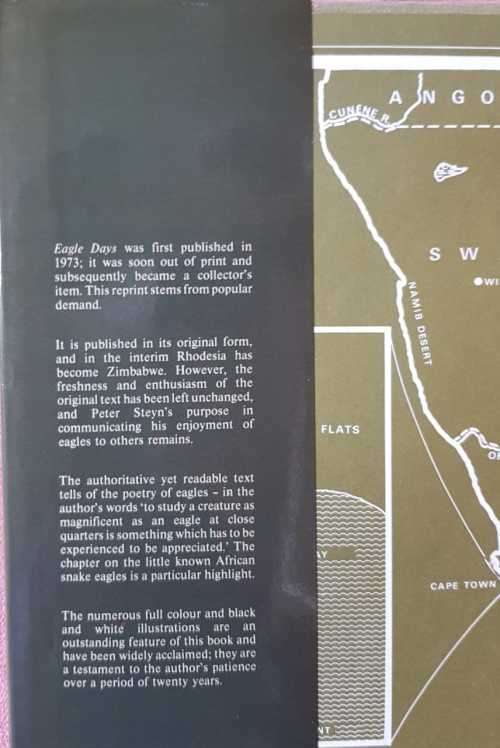 Eagle Days was first published in
1973; it was soon out of print and
subsequently became a collector's
item. This reprint stems from popular
demand.
It is published in its original form,
and in the interim Rhodesia has
become Zimbabwe. However, the
freshness and enthusiasm of the
original text has been left unchanged,
and Peter Steyn's purpose in
communicating his enjoyment of
eagles to others remains.
The authoritative yet readable text
tells of the poetry of eagles – in the
author's words 'to study a creature as
magnificent as an eagle at close
quarters is something which has to be
experienced to be appreciated.' The
chapter on the little known African
snake eagles is a particular highlight.
The numerous full colour and black
and white illustrations are an
outstanding feature of this book and
have been widely acclaimed; they are
a testament to the author's patience
over a period of twenty years.
ANGO
CUNENE R.
S W
WI
NAMIB DESERT
FLATS
OR
AY
CAPE TOWN
NT